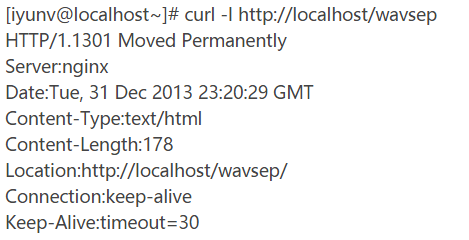 [iyunv@localhost~]# curl -l http://localhost/wavsep
HTTP/1.1301 Moved Permanently
Server:nginx
Date:Tue, 31 Dec 2013 23:20:29 GMT
Content-Type:text/html
Content-Length:178
Location:http://localhost/wavsep/
Connection:keep-alive
Keep-Alive:timeout=30